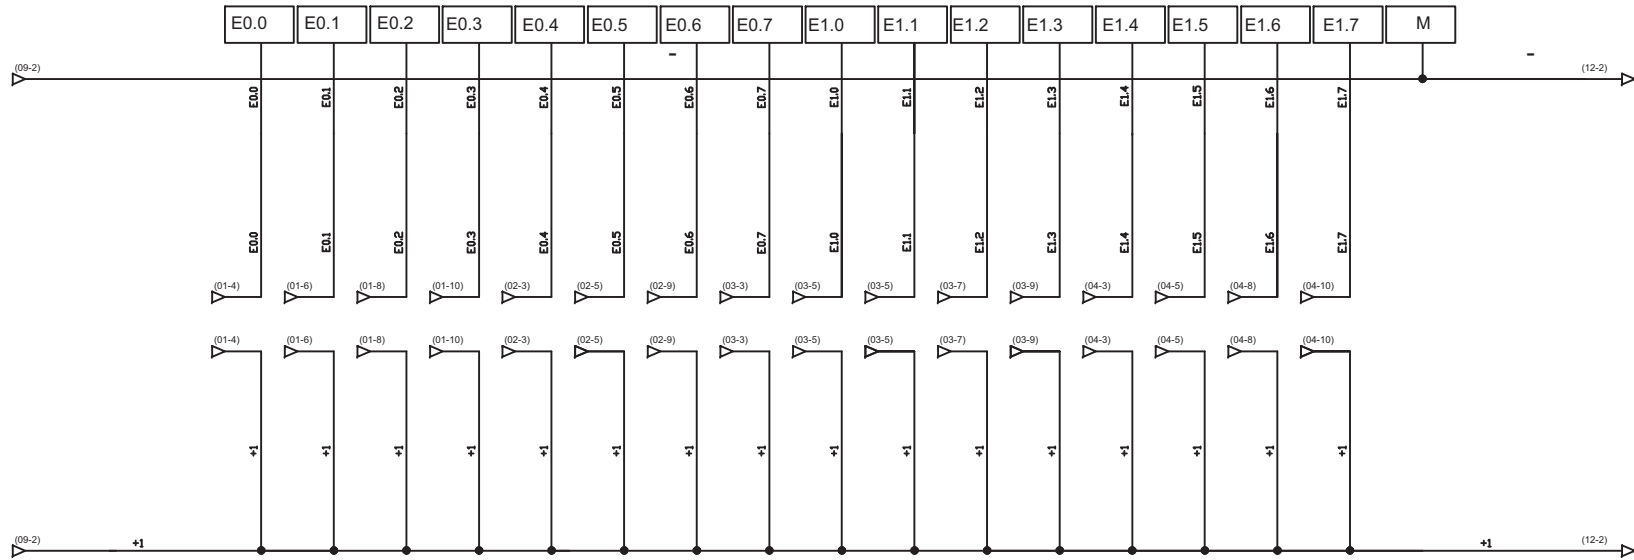 E0.0 E0.1 E0.2 E0.3 E0.4 E0.5 E0.6 E0.7 E1.0 E1.1 E1.2 E1.3 E1.4 E1.5 E1.6 E1.7 M
- -
(09-2) (12-2)
E0.0 E0.1 E0.2 E0.3 E0.4 E0.5 E0.6 E0.7 E1.0 E1.1 E1.2 E1.3 E1.4 E1.5 E1.6 E1.7
E0.0 E0.1 E0.2 E0.3 E0.4 E0.5 E0.6 E0.7 E1.0 E1.1 E1.2 E1.3 E1.4 E1.5 E1.6 E1.7
(01-4) (01-6) (01-8) (01-10) (02-3) (02-5) (02-9) (03-3) (03-5) (03-5) (03-7) (03-9) (04-3) (04-5) (04-8) (04-10)
(01-4) (01-6) (01-8) (01-10) (02-3) (02-5) (02-9) (03-3) (03-5) (03-5) (03-7) (03-9) (04-3) (04-5) (04-8) (04-10)
+1 +1 +1 +1 +1 +1 +1 +1 +1 +1 +1 +1 +1 +1 +1 +1
(09-2) +1 +1 (12-2)